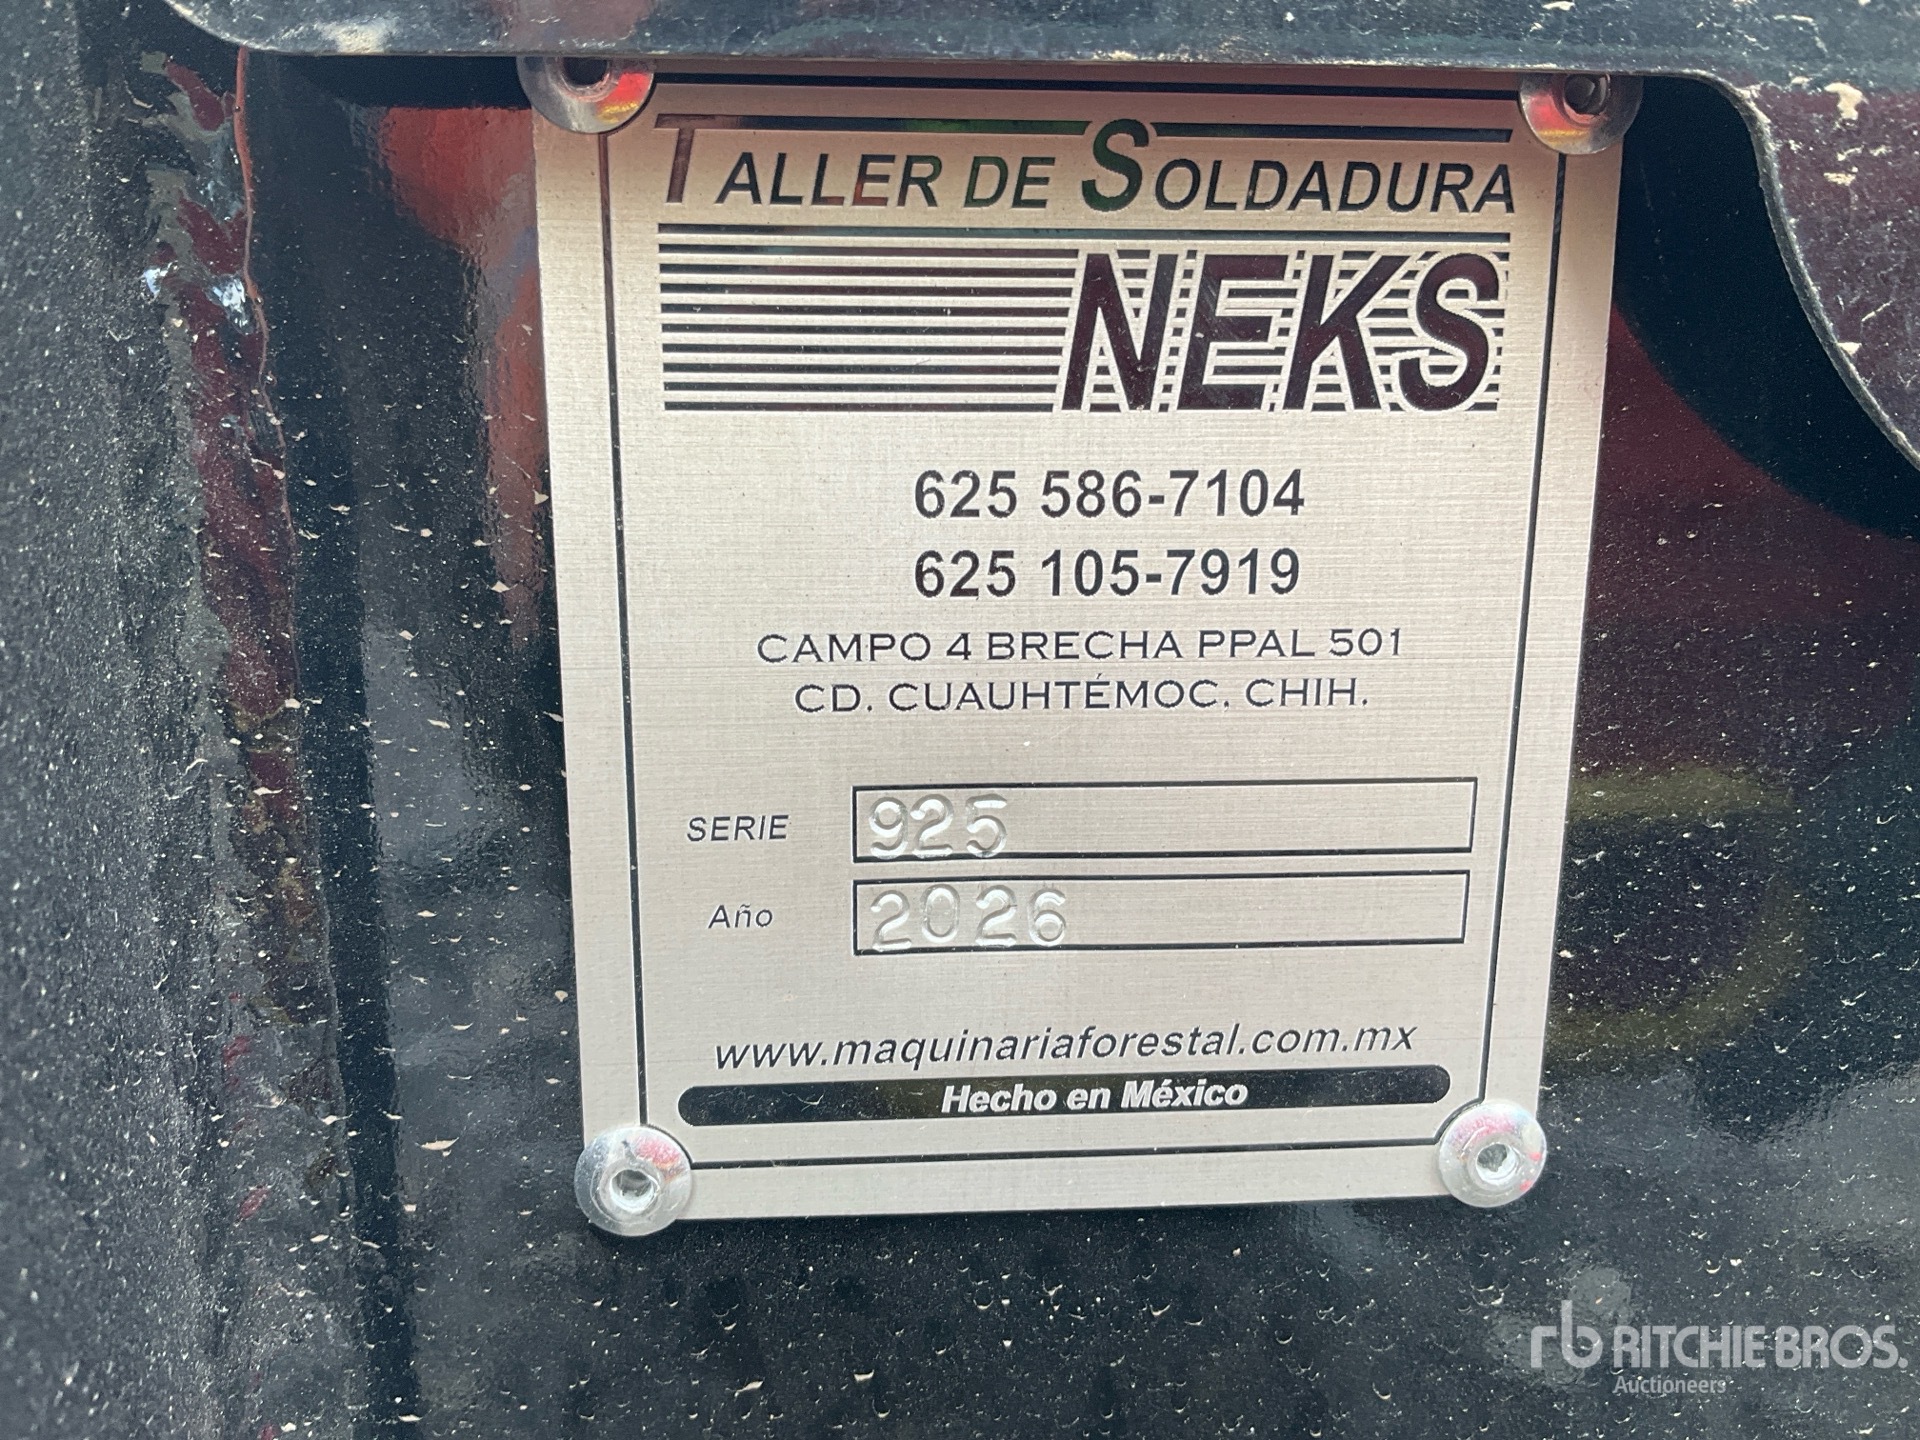 TALLER DE SOLDADURA
NEKS
625 586-7104
625 105-7919
CAMPO 4 BRECHA PPAL 501
CD. CUAUHTÉMOC, CHIH.
SERIE 925
Año 2026
www.maquinariaforestal.com.mx
Hecho en México
rb RITCHIE BROS.
Auctioneers